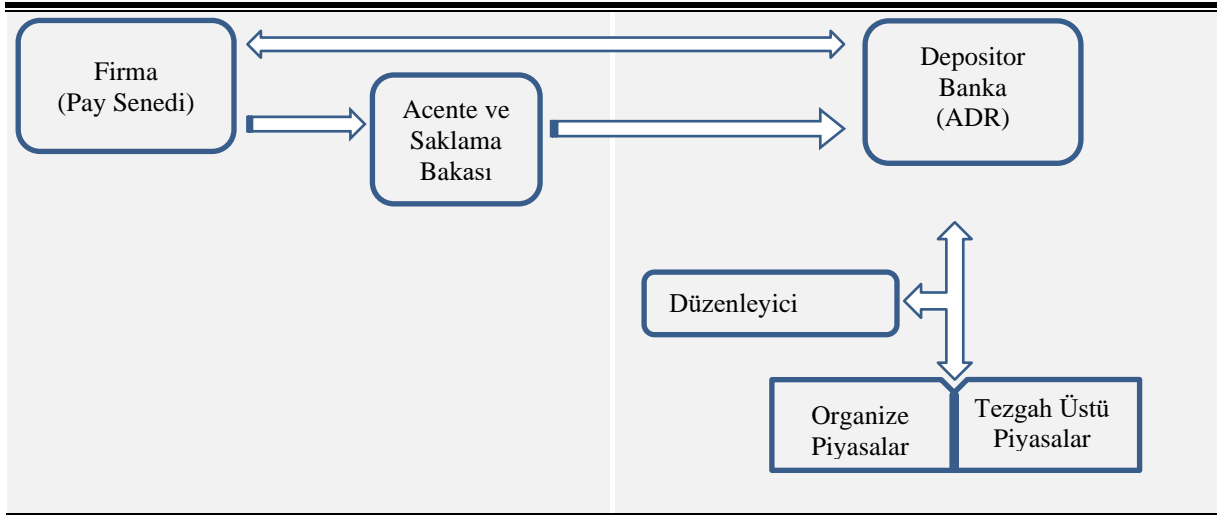 Firma
(Pay Senedi)
Acente ve
Saklama
Bakası
Depositor
Banka
(ADR)
Düzenleyici
Organize
Piyasalar
Tezgah Üstü
Piyasalar